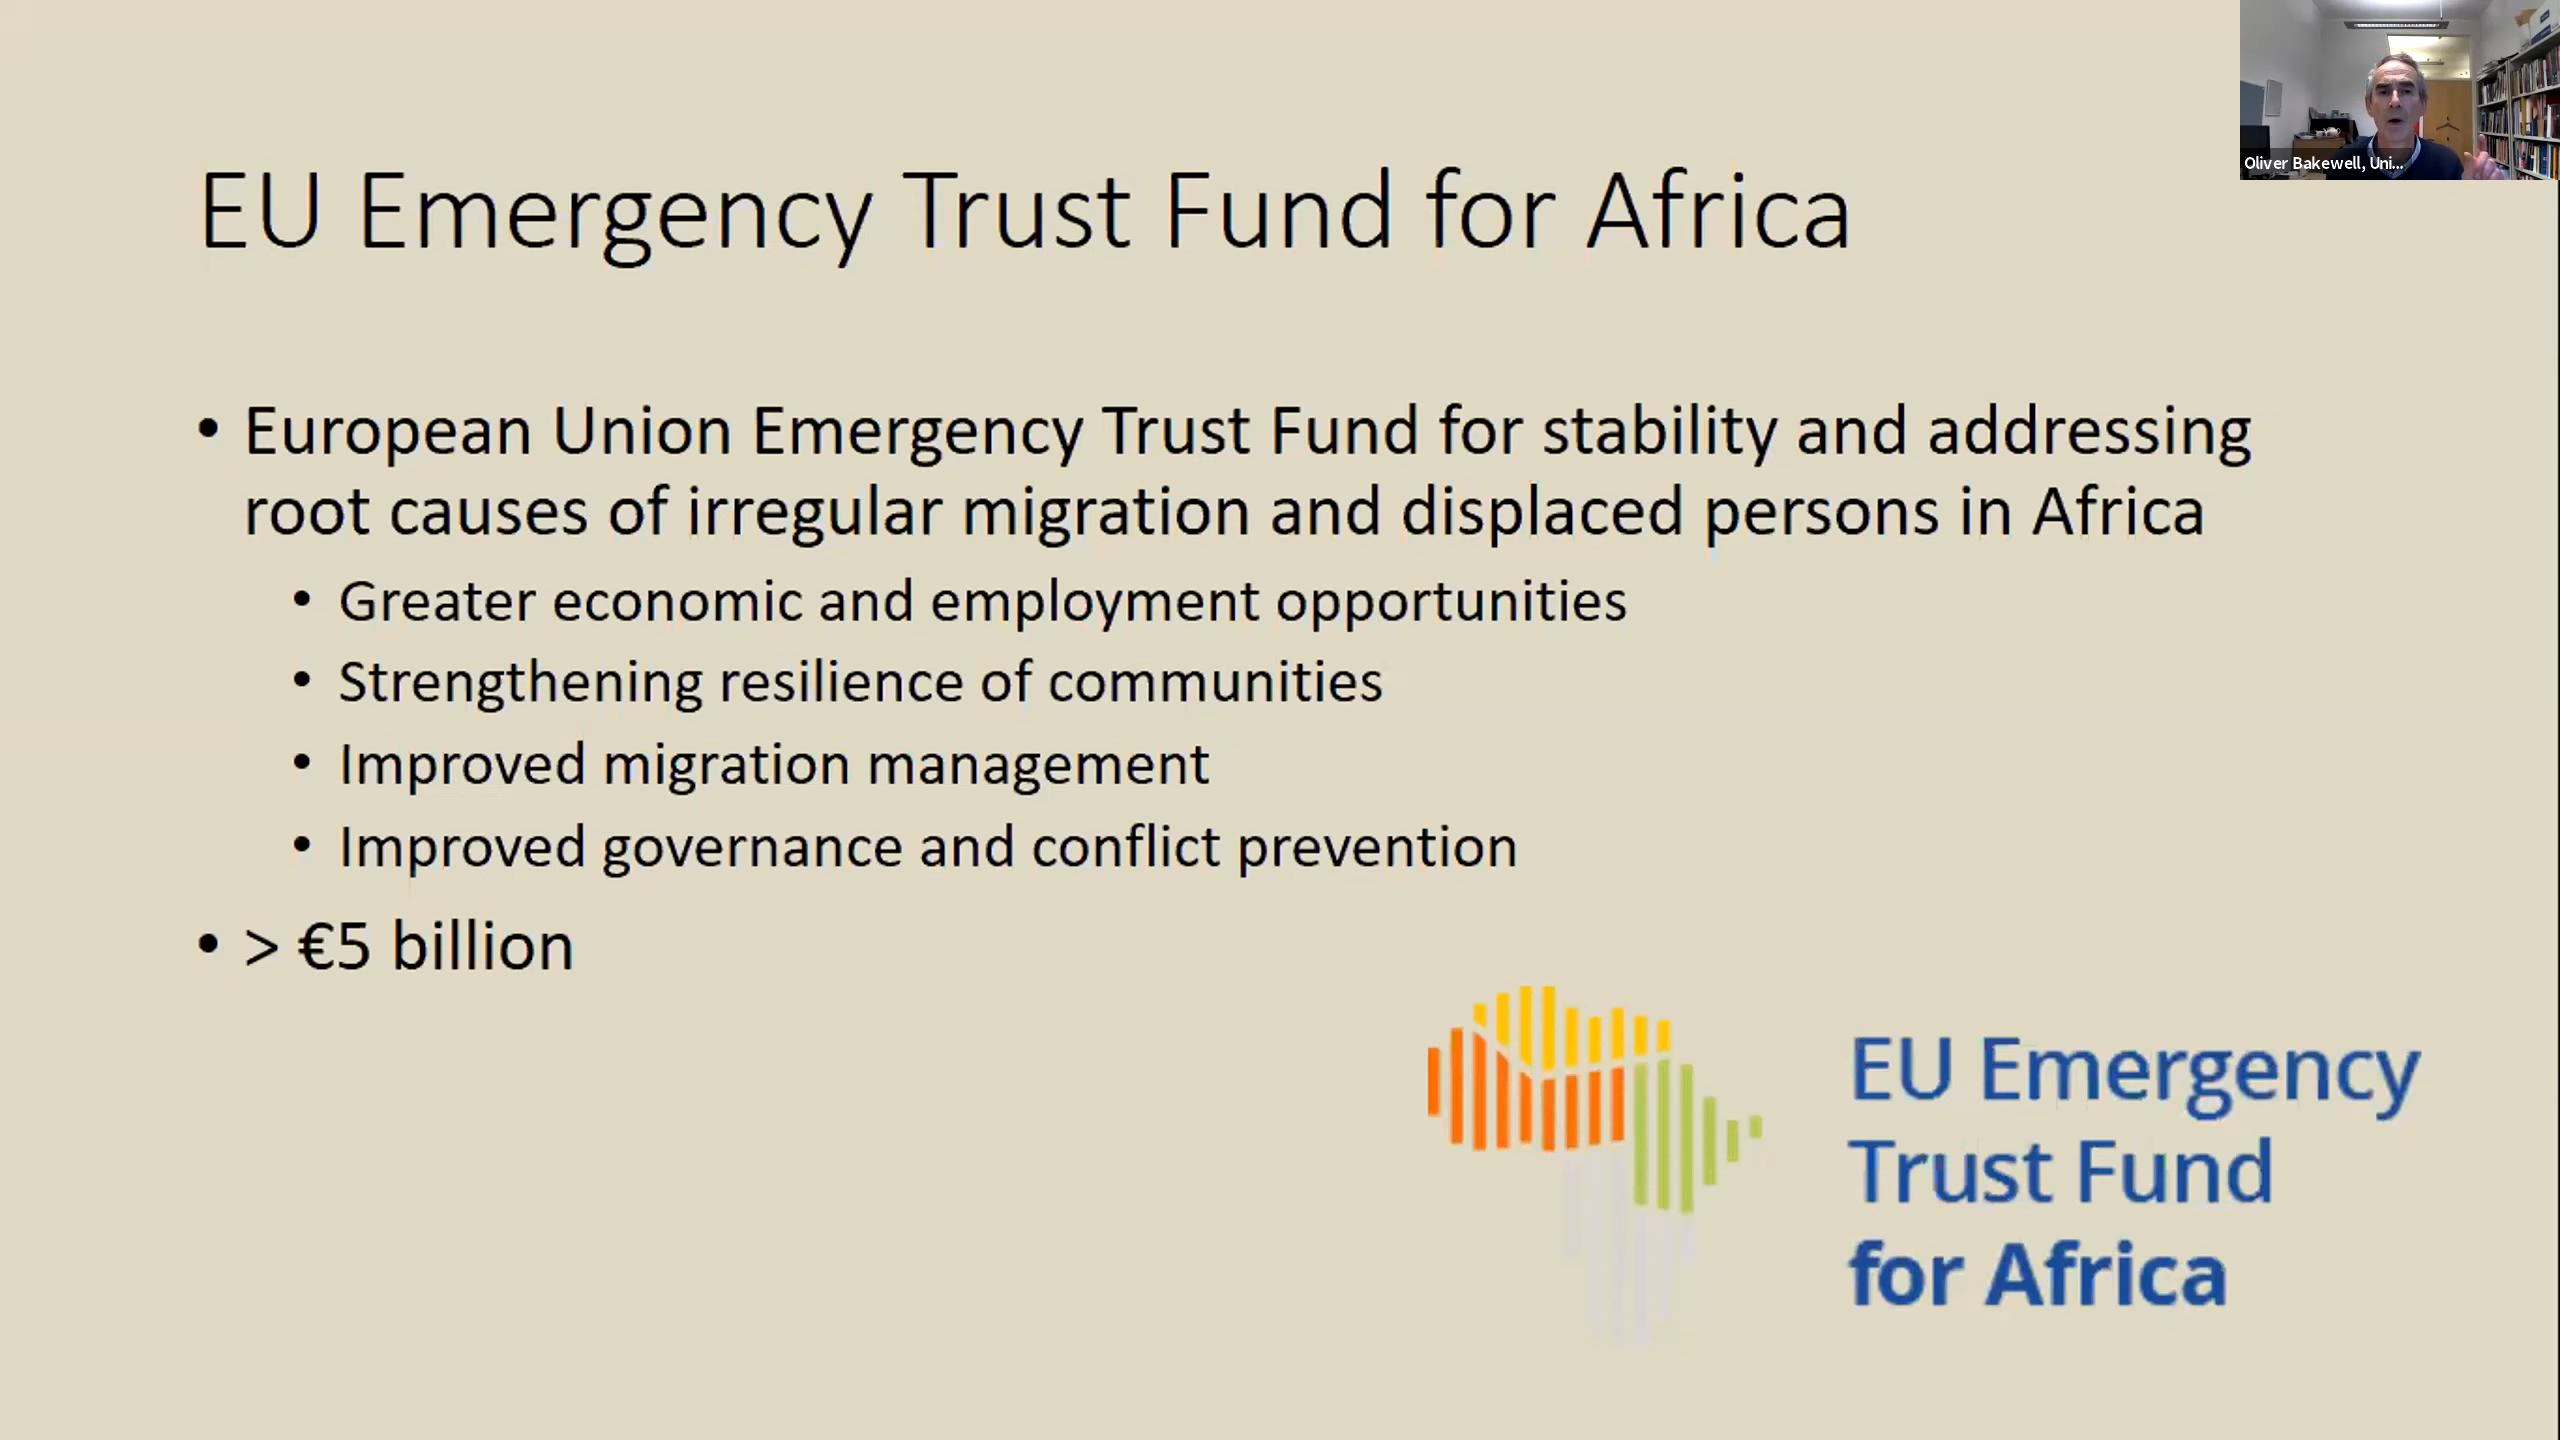 Oliver Bakewell, Uni...
EU Emergency Trust Fund for Africa
• European Union Emergency Trust Fund for stability and addressing
root causes of irregular migration and displaced persons in Africa
• Greater economic and employment opportunities
• Strengthening resilience of communities
• Improved migration management
• Improved governance and conflict prevention
• > €5 billion
EU Emergency
Trust Fund
for Africa